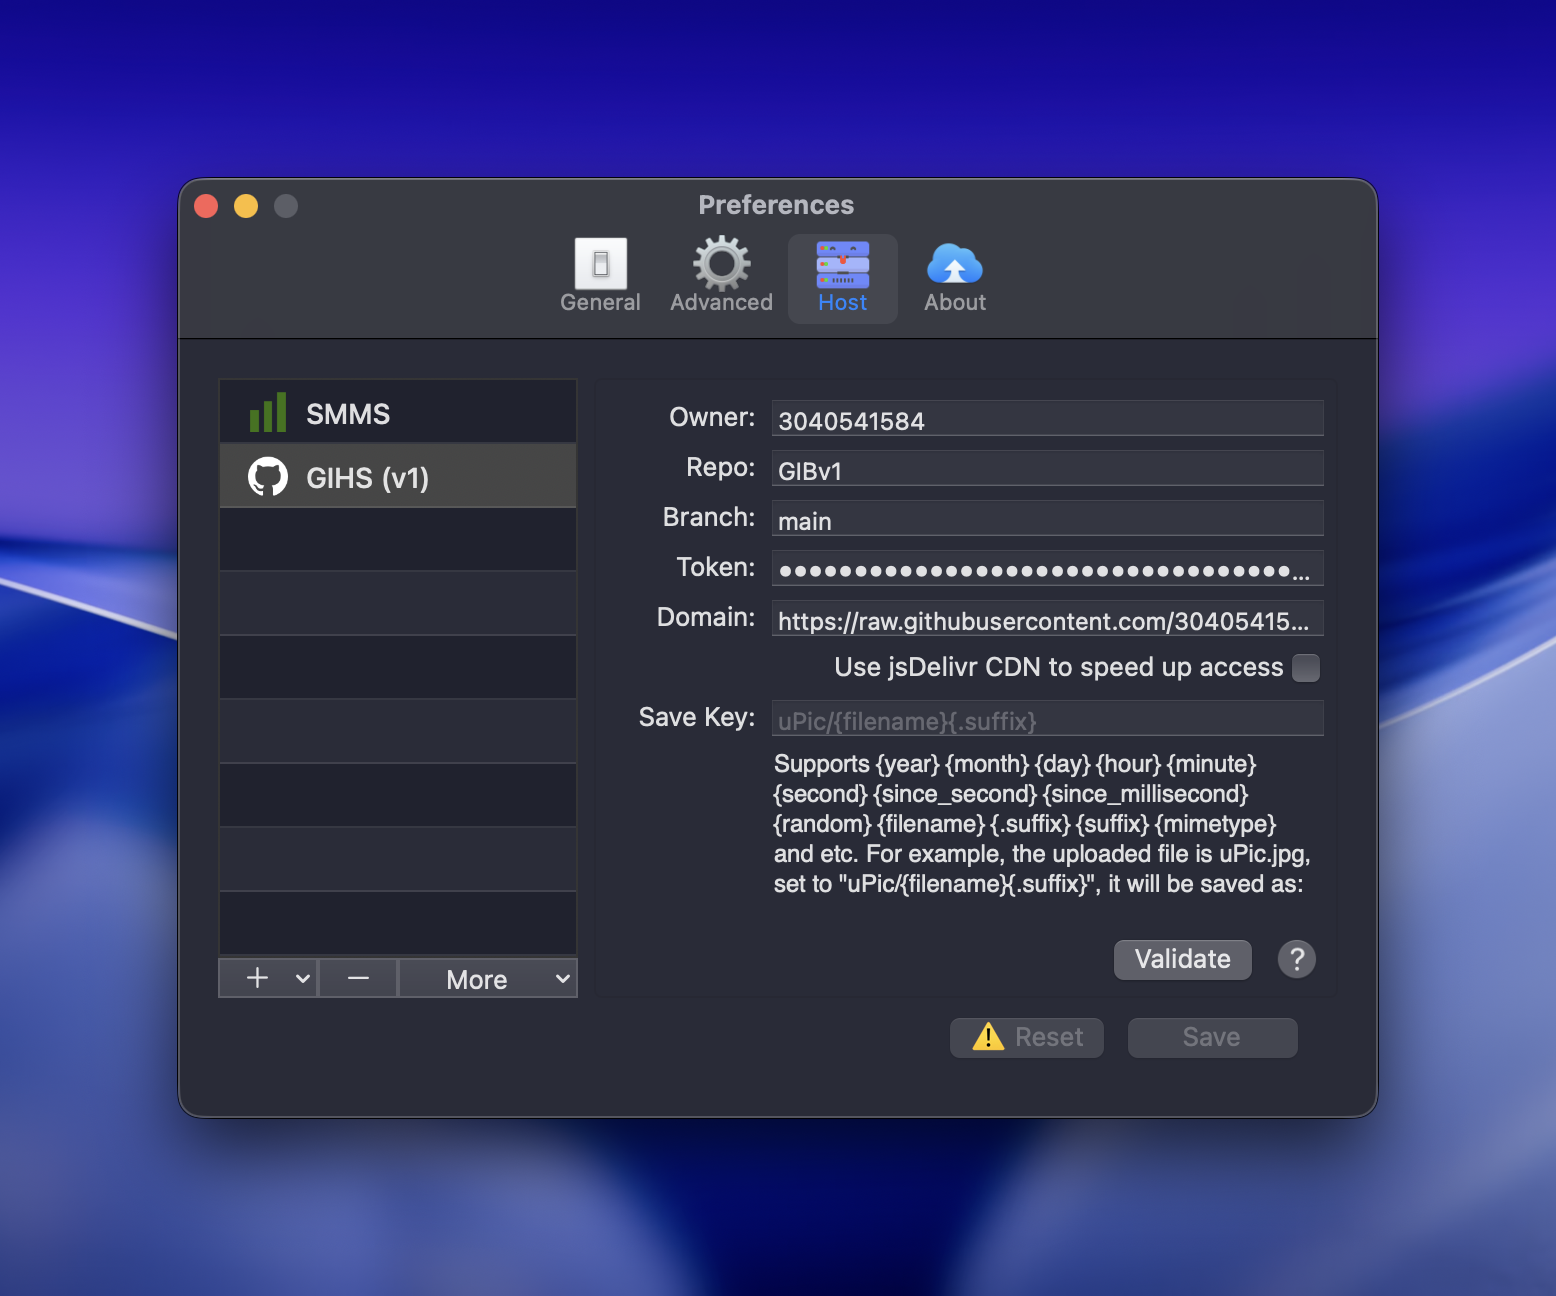 Preferences
General
Advanced
Host
About
SMMS
GIHS (v1)
+
−
More
Owner:
3040541584
Repo:
GIBv1
Branch:
main
Token:
●●●●●●●●●●●●●●●●●●●●●●●●●●●●●●●●●●...
Domain:
https://raw.githubusercontent.com/30405415...
Use jsDelivr CDN to speed up access
Save Key:
uPic/{filename}{.suffix}
Supports {year} {month} {day} {hour} {minute}
{second} {since_second} {since_millisecond}
{random} {filename} {.suffix} {suffix} {mimetype}
and etc. For example, the uploaded file is uPic.jpg,
set to "uPic/{filename}{.suffix}", it will be saved as:
Validate
?
Reset
Save